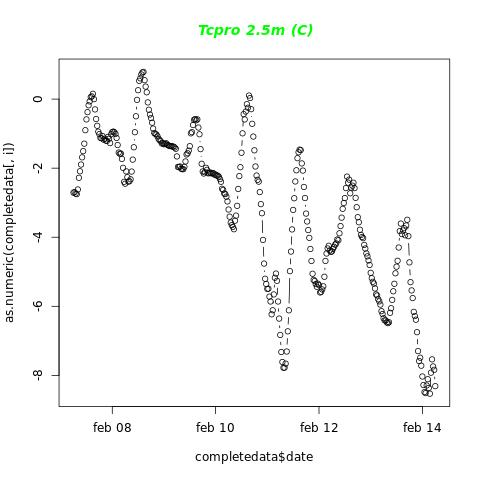 Tcpro 2.5m (C)
as.numeric(completedata[, i])
0
-2
-4
-6
-8
feb 08
feb 10
feb 12
feb 14
completedata$date